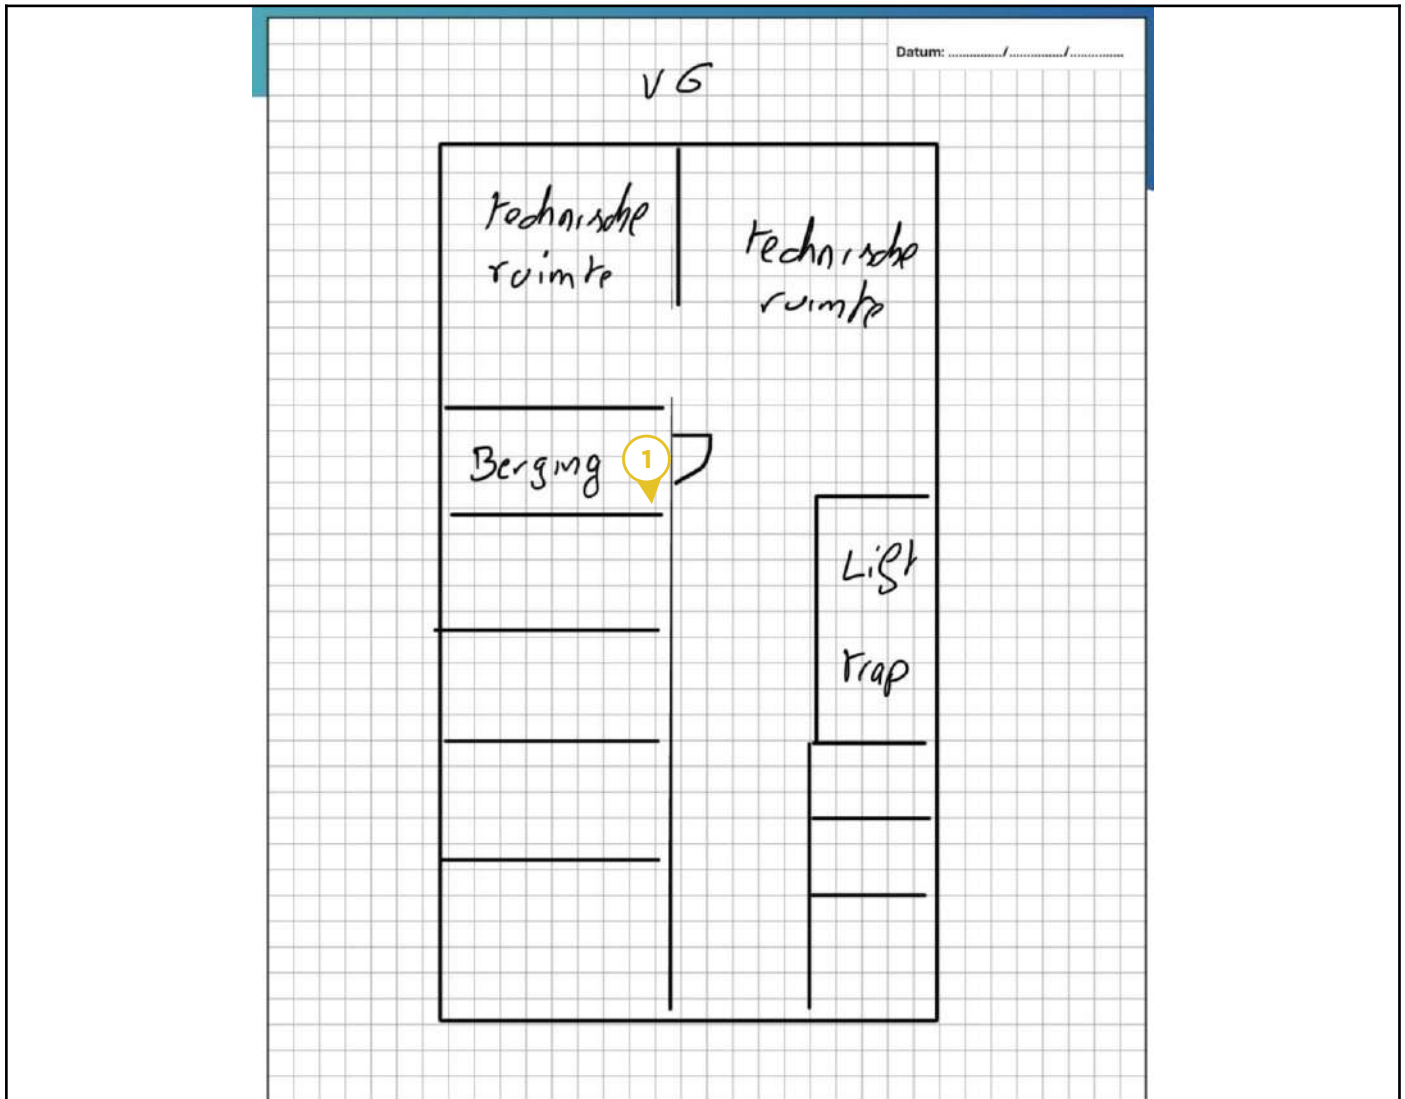 Datum: ............../............../..............
VG
technische
ruimte
technische
ruimte
Berging
1
Lift
trap